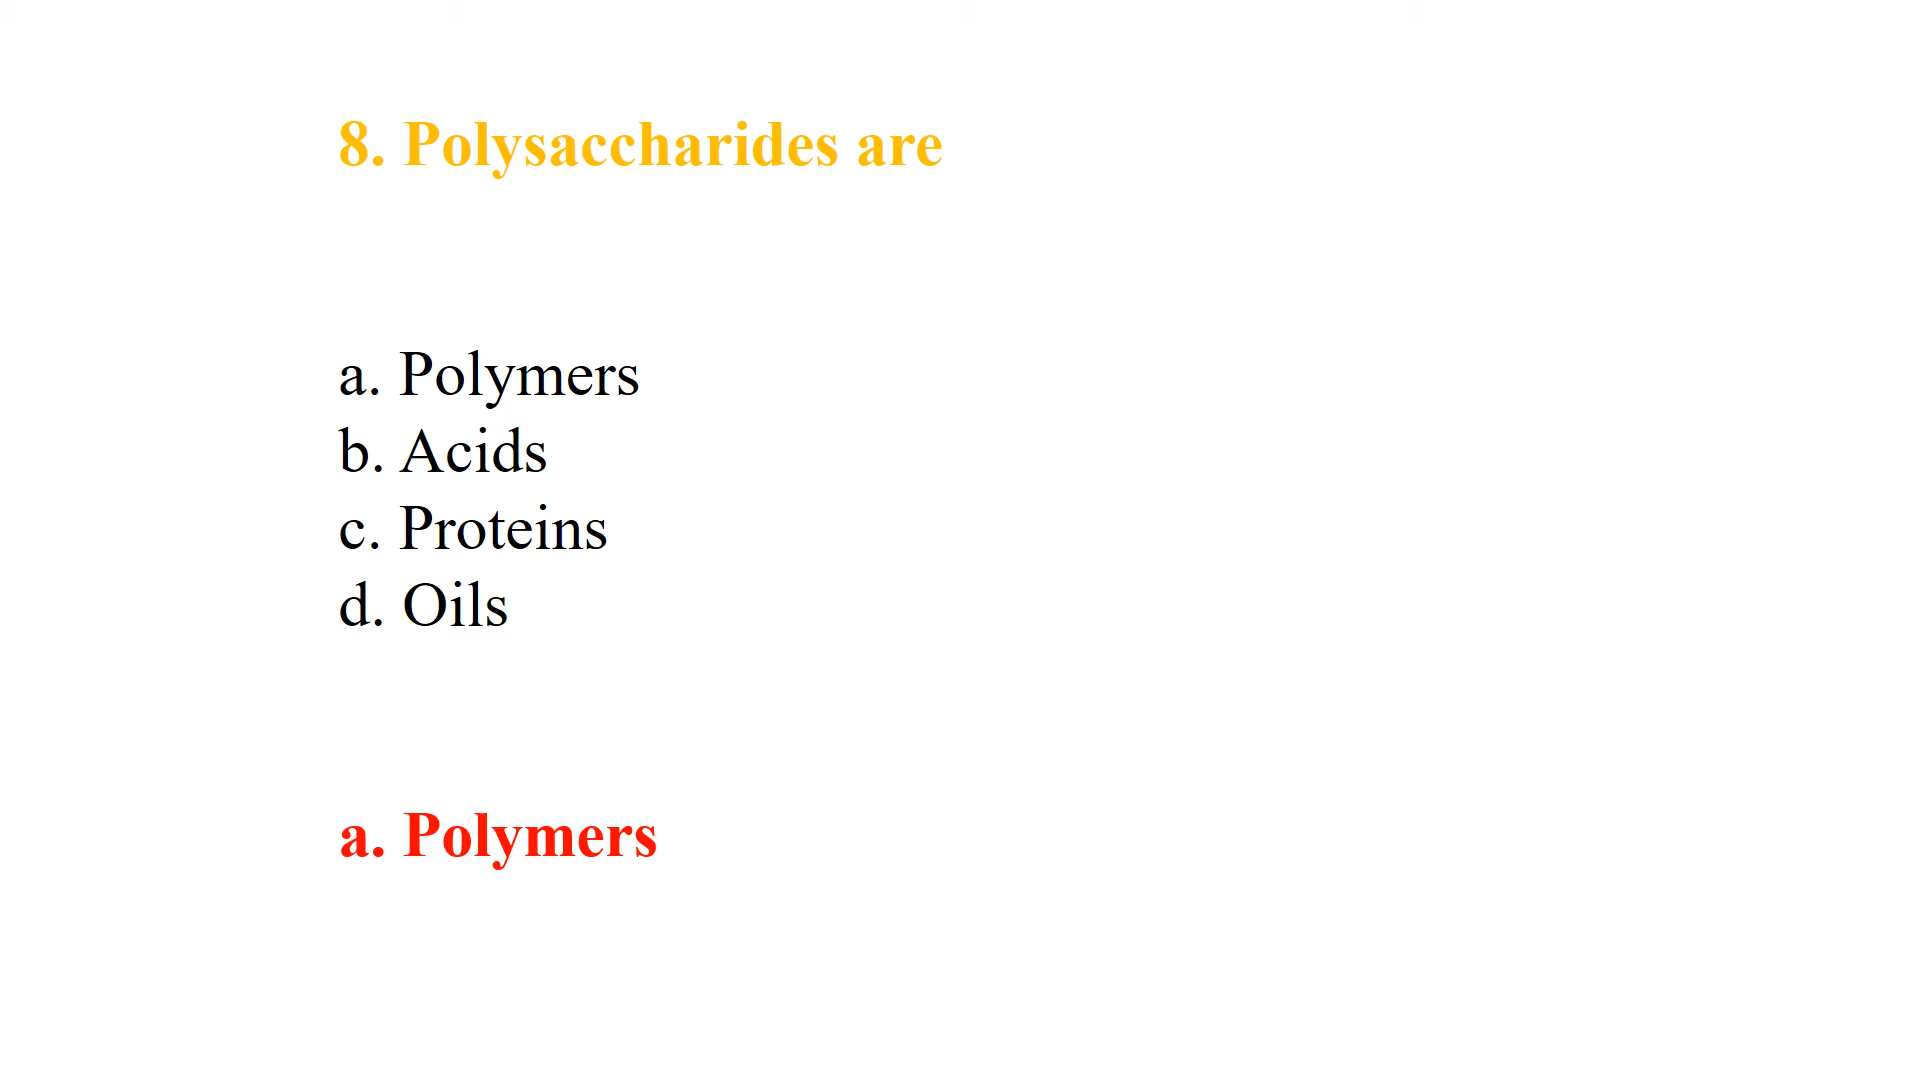 8. Polysaccharides are
a. Polymers
b. Acids
c. Proteins
d. Oils
a. Polymers